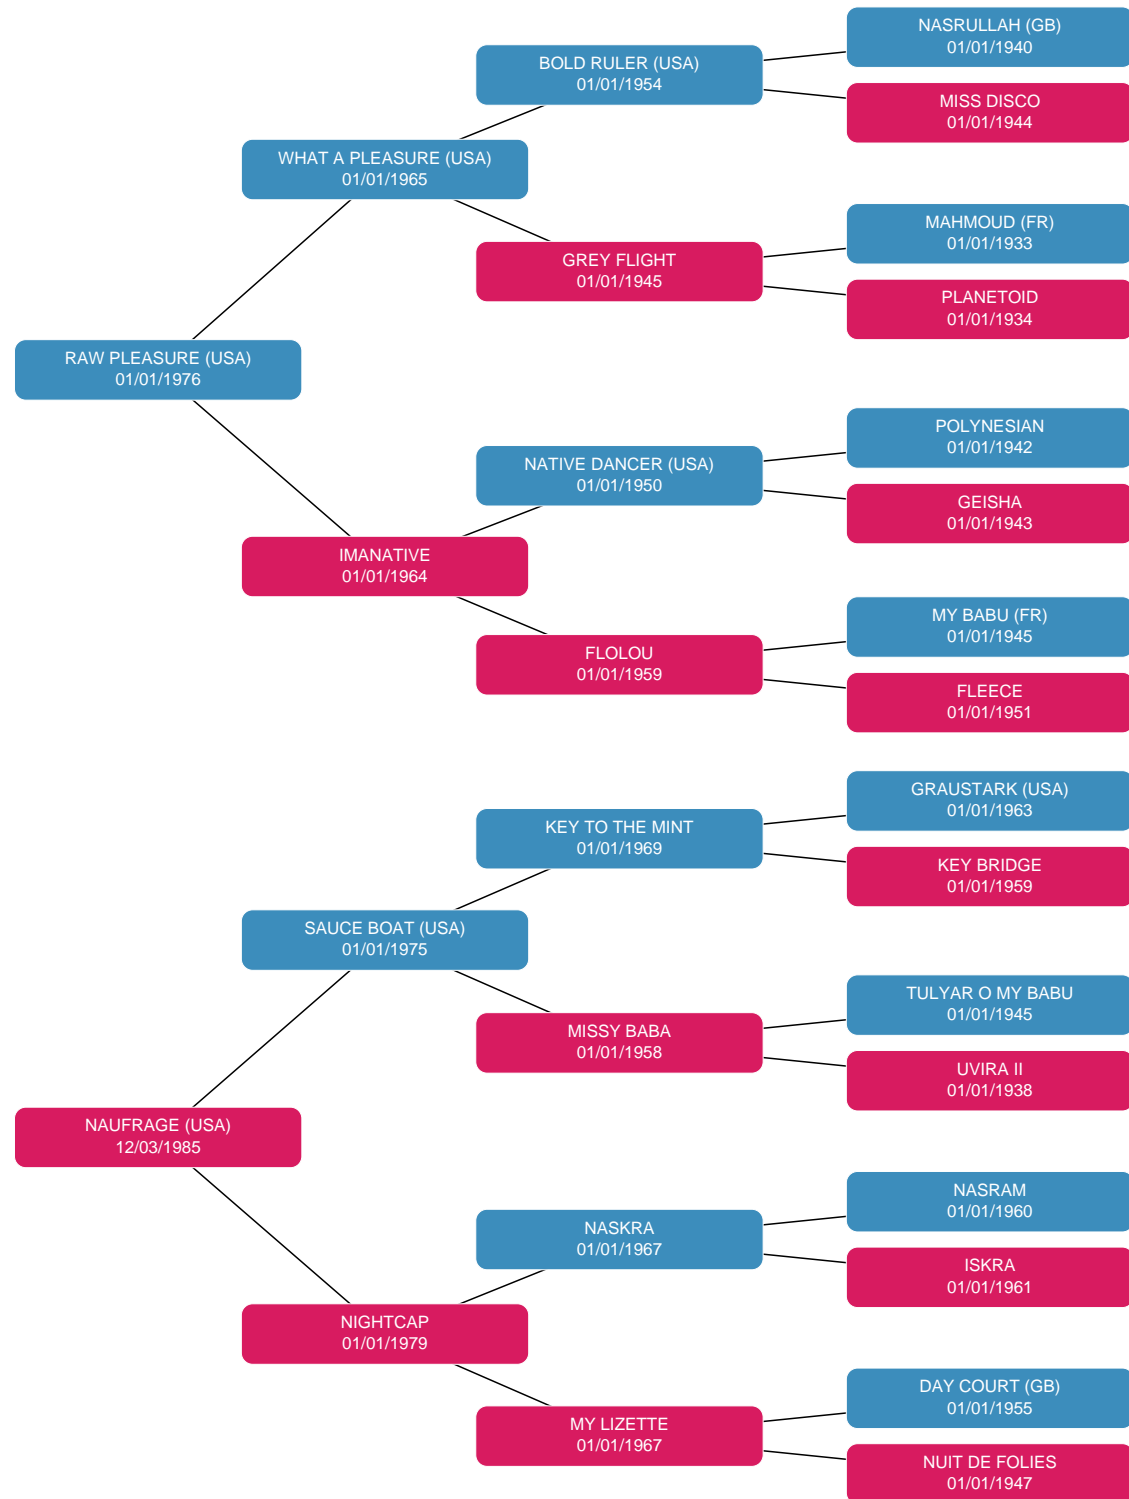 NASRULLAH (GB)
01/01/1940
BOLD RULER (USA)
01/01/1954
MISS DISCO
01/01/1944
WHAT A PLEASURE (USA)
01/01/1965
MAHMOUD (FR)
01/01/1933
GREY FLIGHT
01/01/1945
PLANETOID
01/01/1934
RAW PLEASURE (USA)
01/01/1976
POLYNESIAN
01/01/1942
NATIVE DANCER (USA)
01/01/1950
GEISHA
01/01/1943
IMANATIVE
01/01/1964
MY BABU (FR)
01/01/1945
FLOLOU
01/01/1959
FLEECE
01/01/1951
GRAUSTARK (USA)
01/01/1963
KEY TO THE MINT
01/01/1969
KEY BRIDGE
01/01/1959
SAUCE BOAT (USA)
01/01/1975
TULYAR O MY BABU
01/01/1945
MISSY BABA
01/01/1958
UVIRA II
01/01/1938
NAUFRAGE (USA)
12/03/1985
NASRAM
01/01/1960
NASKRA
01/01/1967
ISKRA
01/01/1961
NIGHTCAP
01/01/1979
DAY COURT (GB)
01/01/1955
MY LIZETTE
01/01/1967
NUIT DE FOLIES
01/01/1947